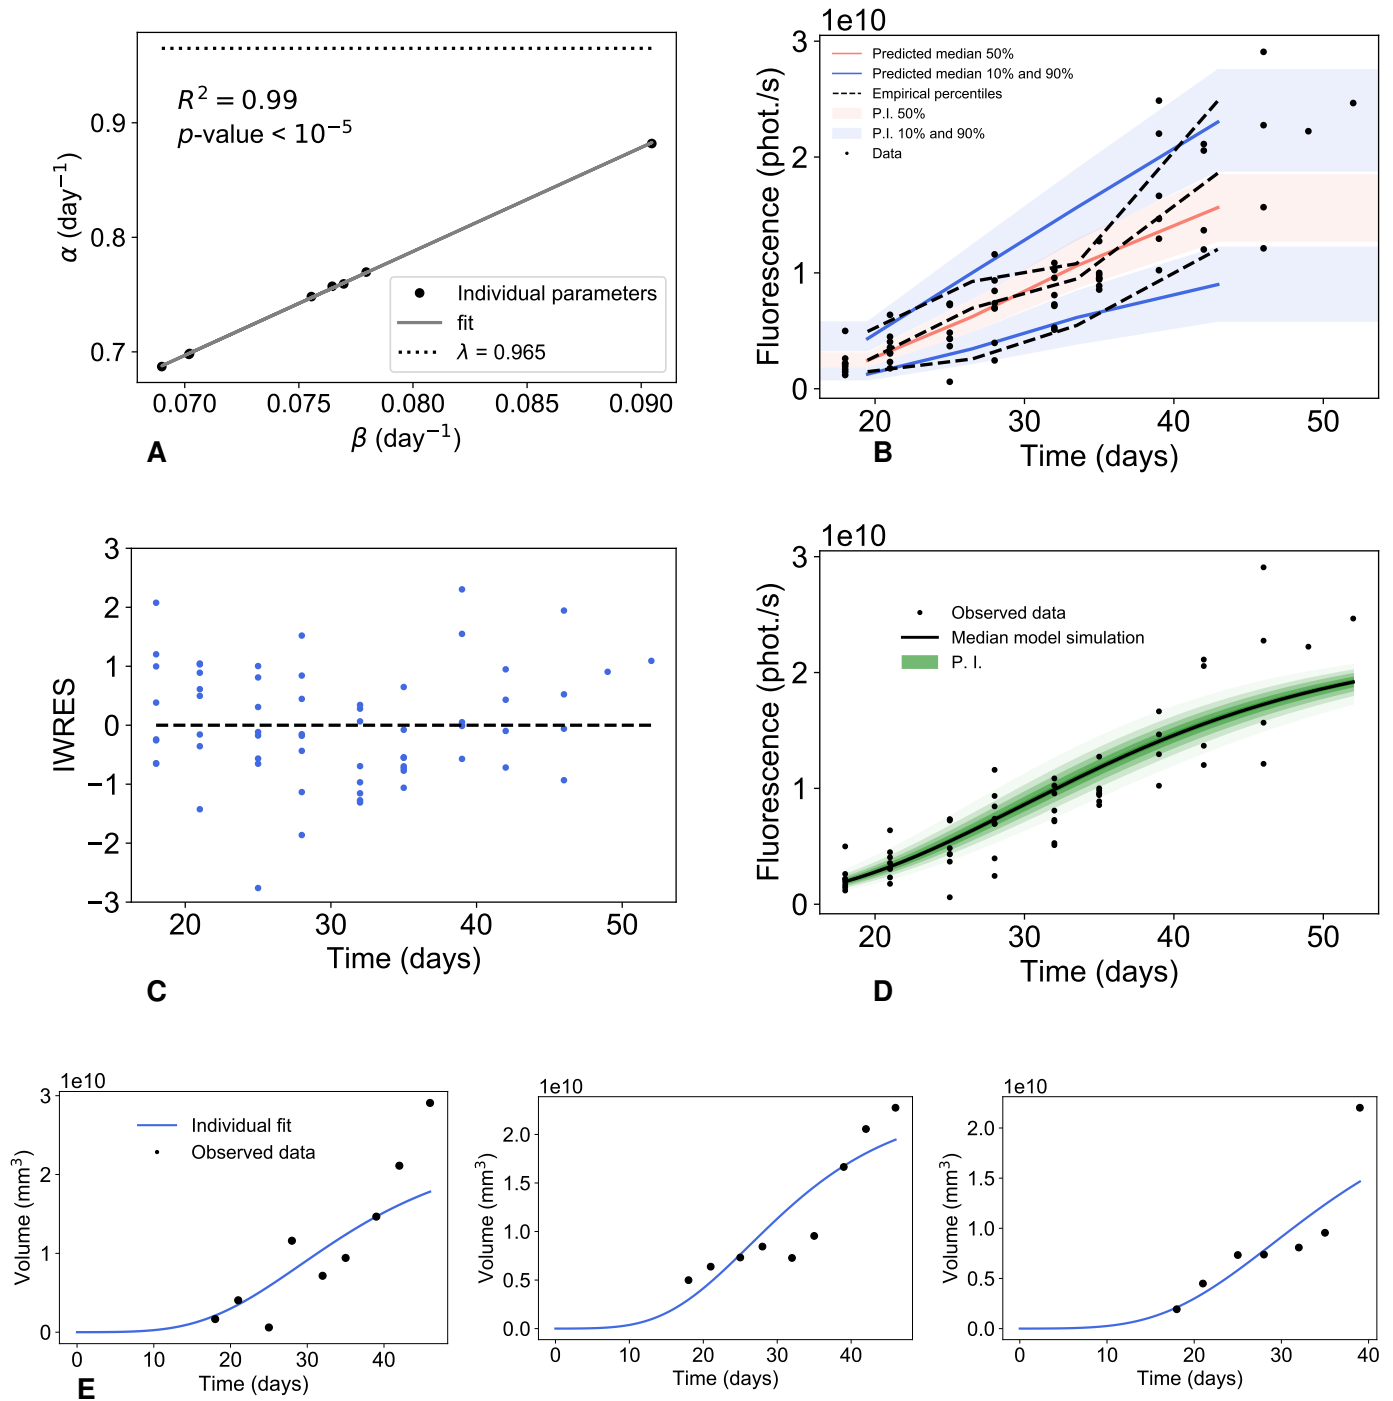 R² = 0.99
p-value < 10⁻⁵
Individual parameters
fit
λ = 0.965
0.9
0.8
0.7
α (day⁻¹)
0.070 0.075 0.080 0.085 0.090
β (day⁻¹)
A
1e10
Predicted median 50%
Predicted median 10% and 90%
Empirical percentiles
P.I. 50%
P.I. 10% and 90%
Data
3
2
1
0
Fluorescence (phot./s)
20 30 40 50
Time (days)
B
3
2
1
0
−1
−2
−3
IWRES
20 30 40 50
Time (days)
C
1e10
Observed data
Median model simulation
P. I.
3
2
1
0
Fluorescence (phot./s)
20 30 40 50
Time (days)
D
1e10
Individual fit
Observed data
3
2
1
0
Volume (mm³)
0 10 20 30 40
Time (days)
E
1e10
2.0
1.5
1.0
0.5
0.0
Volume (mm³)
0 10 20 30 40
Time (days)
1e10
2.0
1.5
1.0
0.5
0.0
Volume (mm³)
0 10 20 30 40
Time (days)